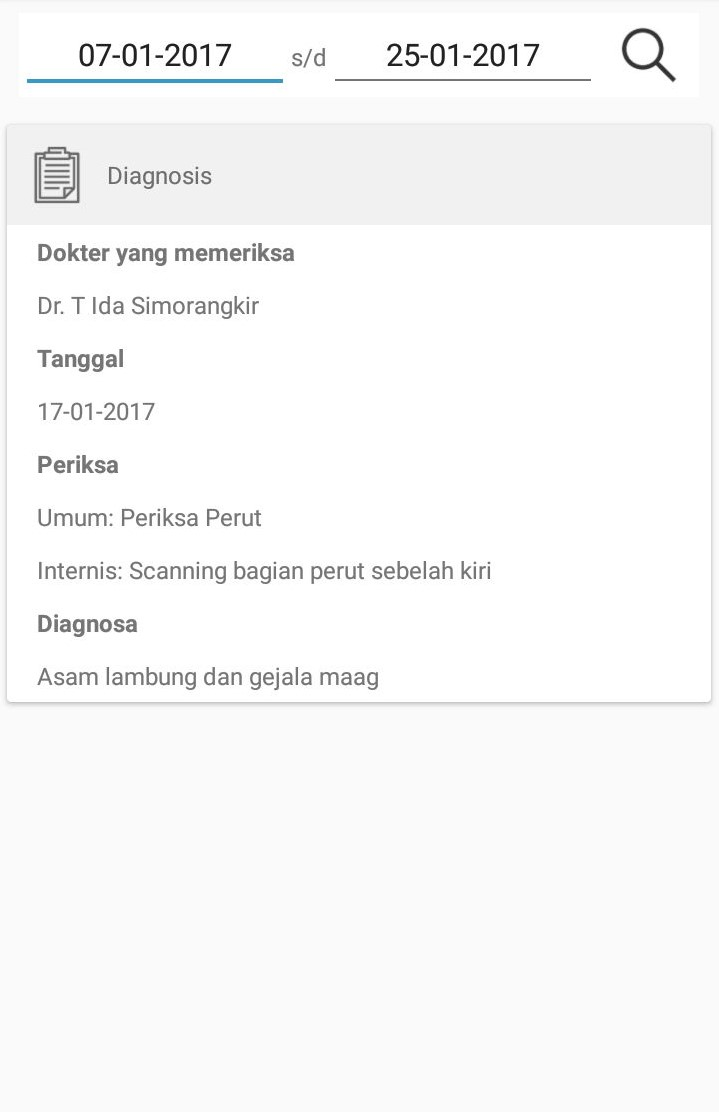 07-01-2017 s/d 25-01-2017
Diagnosis
Dokter yang memeriksa
Dr. T Ida Simorangkir
Tanggal
17-01-2017
Periksa
Umum: Periksa Perut
Internis: Scanning bagian perut sebelah kiri
Diagnosa
Asam lambung dan gejala maag